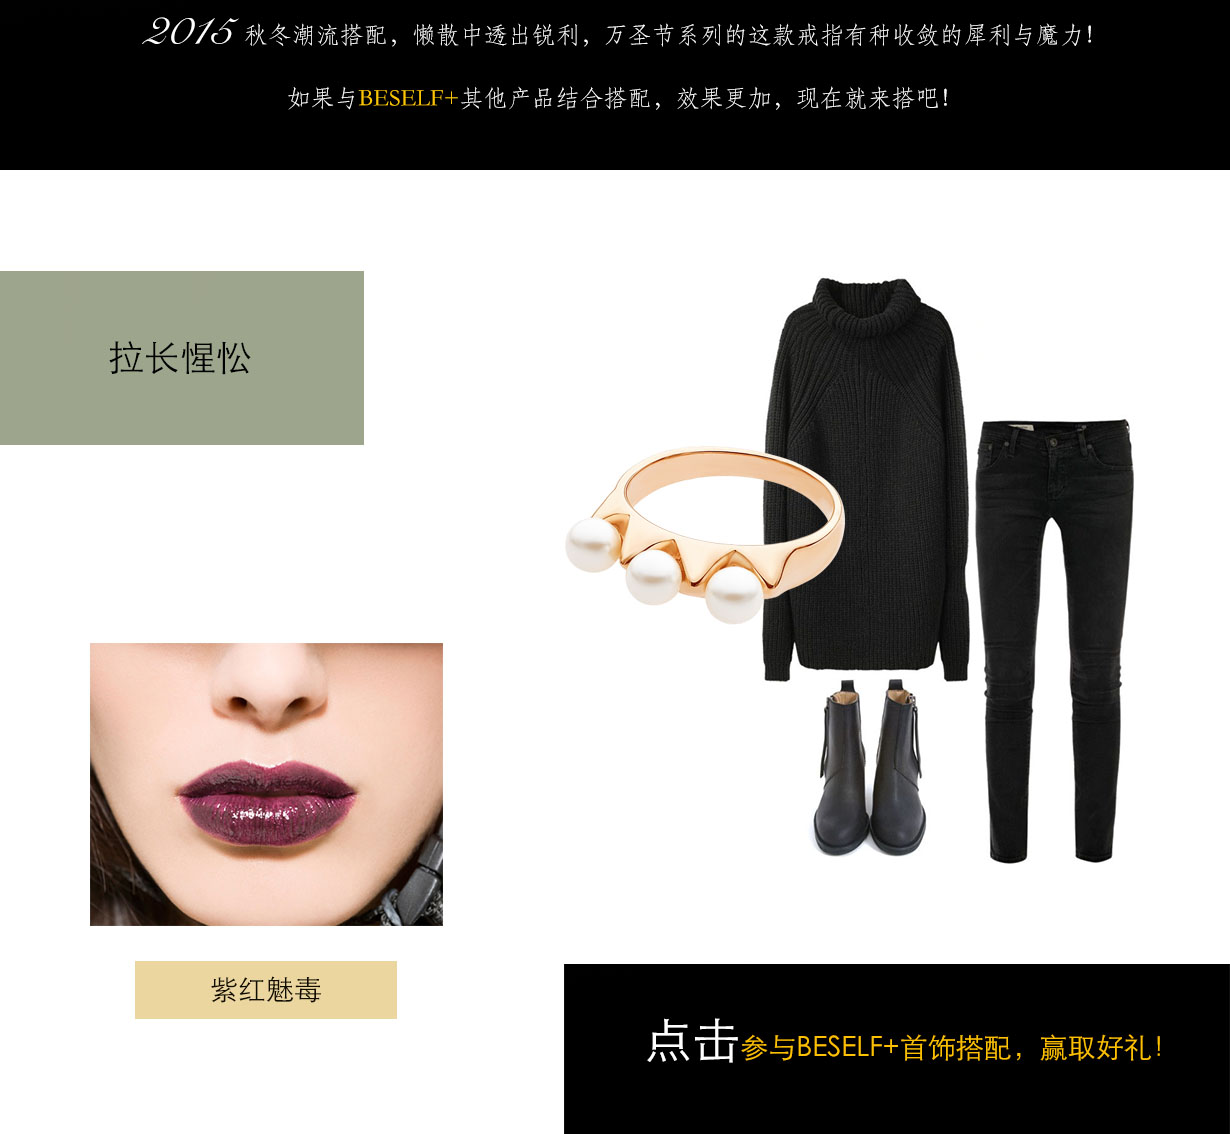 2015 秋冬潮流搭配，懒散中透出锐利，万圣节系列的这款戒指有种收敛的犀利与魔力！
如果与BESELF+其他产品结合搭配，效果更加，现在就来搭吧！
拉长惺忪
紫红魅毒
点击参与BESELF+首饰搭配，赢取好礼！